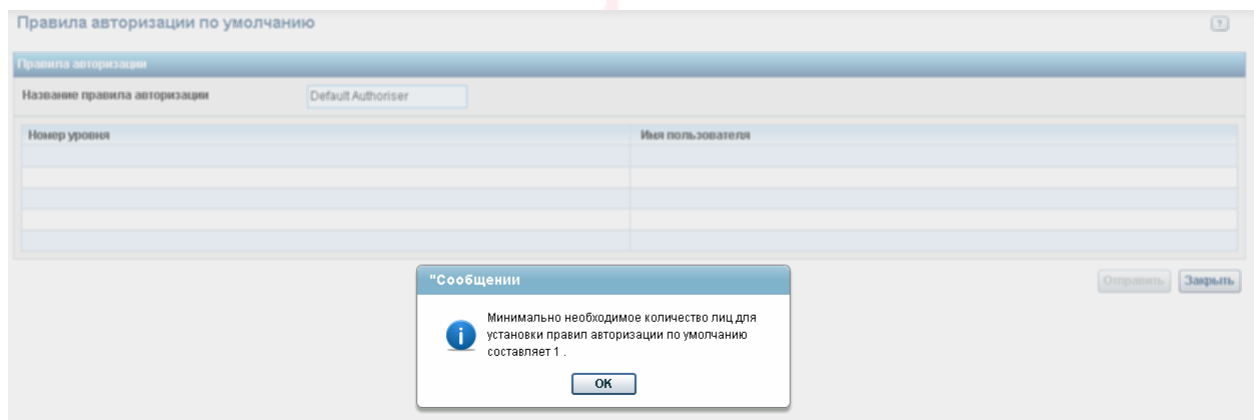 Правила авторизации по умолчанию
?
Правила авторизации
Название правила авторизации Default Authoriser
Номер уровня Имя пользователя
"Сообщении
Отправить Закрыть
Минимально необходимое количество лиц для
установки правил авторизации по умолчанию
составляет 1 .
OK